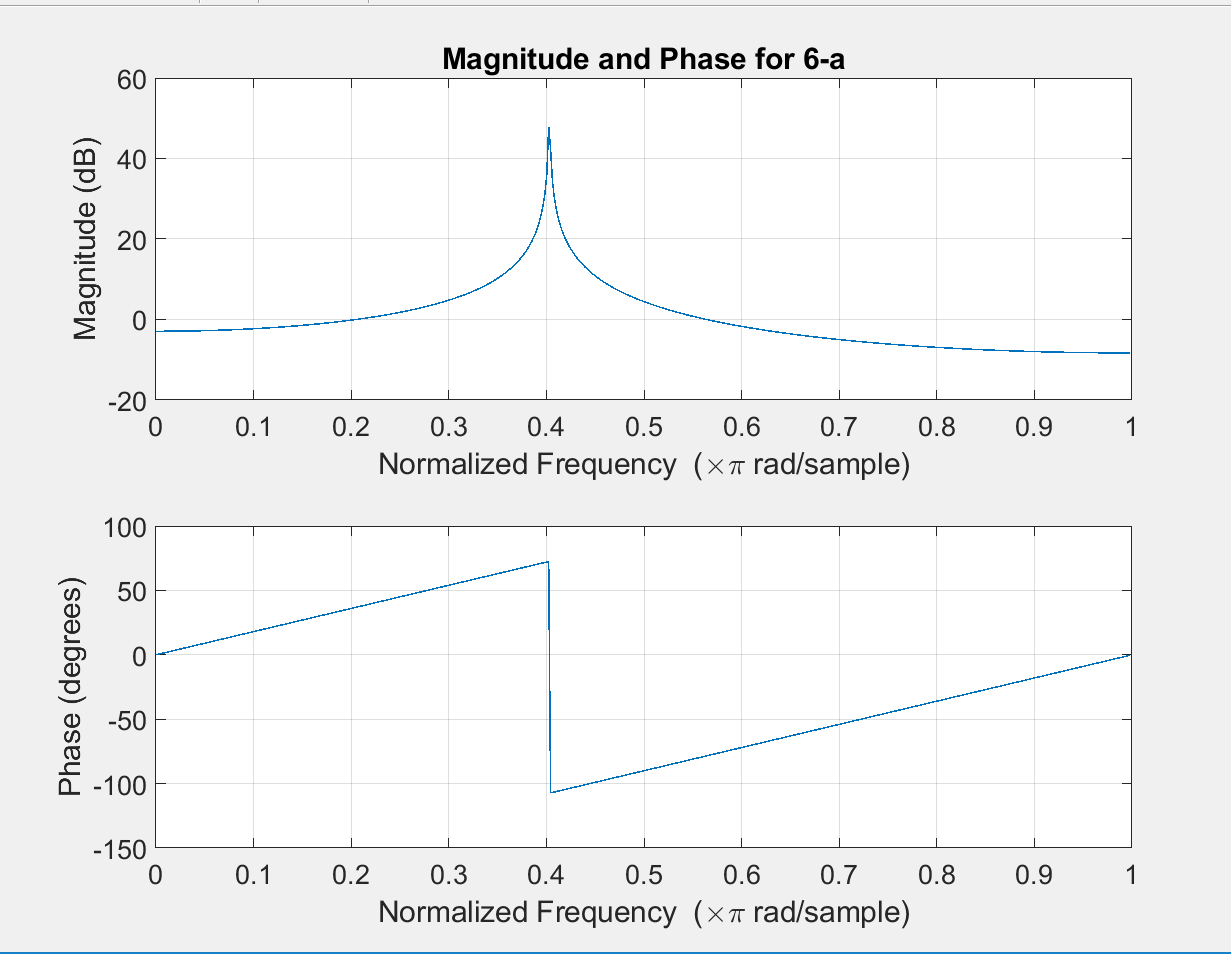 Magnitude and Phase for 6-a
60
40
20
0
-20
Magnitude (dB)
0 0.1 0.2 0.3 0.4 0.5 0.6 0.7 0.8 0.9 1
Normalized Frequency (×π rad/sample)
100
50
0
-50
-100
-150
Phase (degrees)
0 0.1 0.2 0.3 0.4 0.5 0.6 0.7 0.8 0.9 1
Normalized Frequency (×π rad/sample)